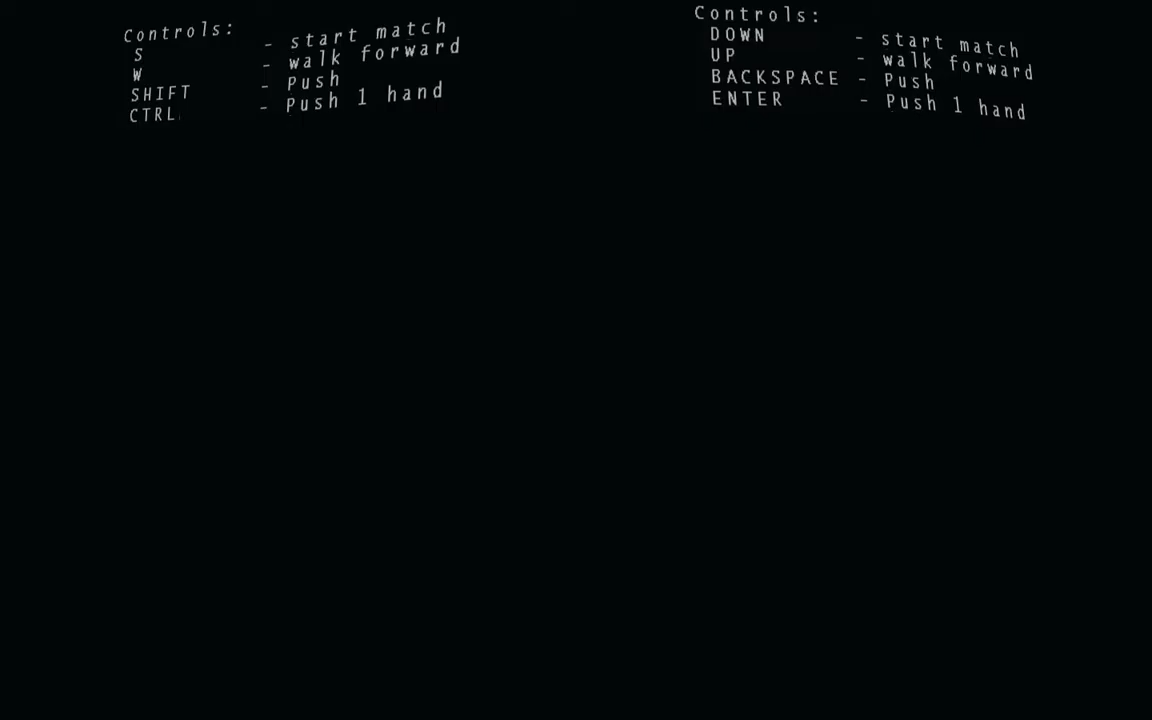 Controls:
S - start match
W - walk forward
SHIFT - Push
CTRL - Push 1 hand
Controls:
DOWN - start match
UP - walk forward
BACKSPACE - Push
ENTER - Push 1 hand